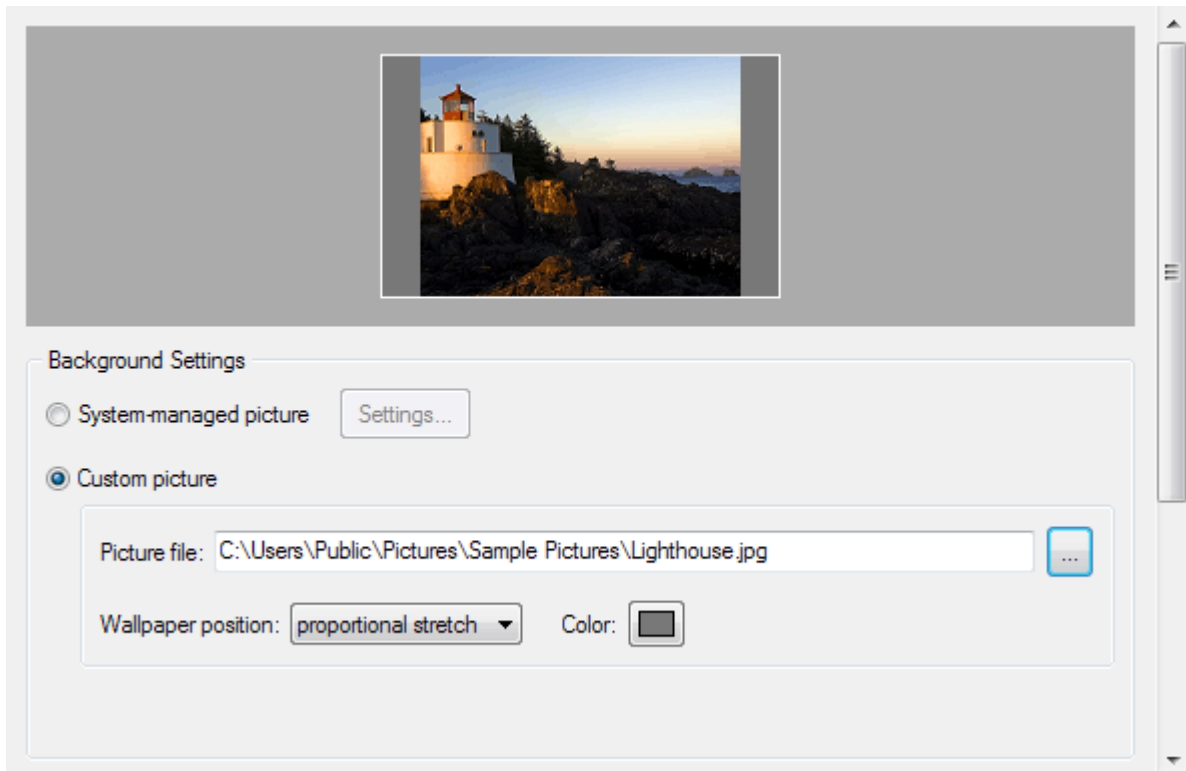 Background Settings
System-managed picture Settings...
Custom picture
Picture file: C:\Users\Public\Pictures\Sample Pictures\Lighthouse.jpg ...
Wallpaper position: proportional stretch Color: